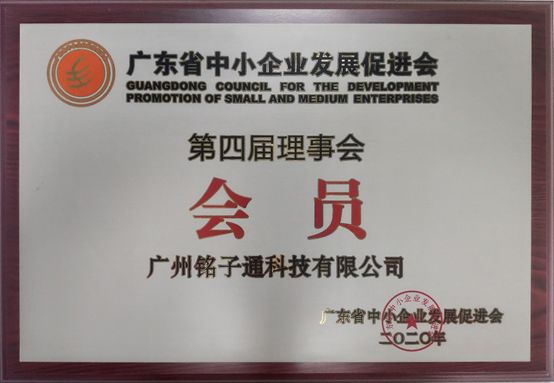 广东省中小企业发展促进会
GUANGDONG COUNCIL FOR THE DEVELOPMENT
PROMOTION OF SMALL AND MEDIUM ENTERPRISES
第四届理事会
会员
广州铭子通科技有限公司
广东省中小企业发展促进会
二〇二〇年